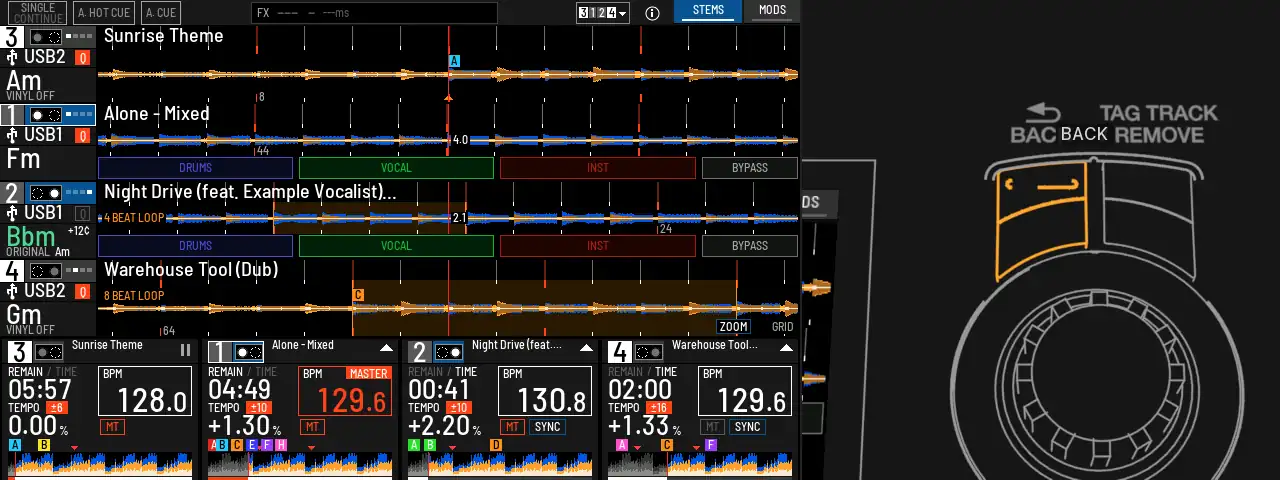 SINGLE
CONTINUE
A. HOT CUE
A. CUE
FX --- - ---ms
3 1 2 4
STEMS
MODS
3
Sunrise Theme
USB2 0
A
Am
VINYL OFF
8
1
Alone - Mixed
USB1 0
4.0
Fm
44
DRUMS VOCAL INST BYPASS
2
Night Drive (feat. Example Vocalist)...
USB1 0
4 BEAT LOOP
2.1
Bbm +12¢
24
ORIGINAL Am
DRUMS VOCAL INST BYPASS
4
Warehouse Tool (Dub)
USB2 0
8 BEAT LOOP
C
Gm
VINYL OFF
64
ZOOM GRID
3 Sunrise Theme
REMAIN / TIME
05:57
TEMPO ±6
0.00%
BPM
128.0
MT
A B
1 Alone - Mixed
REMAIN / TIME
04:49
TEMPO ±10
+1.30%
BPM MASTER
129.6
MT
A B C E F H
2 Night Drive (feat....
REMAIN / TIME
00:41
TEMPO ±10
+2.20%
BPM
130.8
MT SYNC
A B D
4 Warehouse Tool...
REMAIN / TIME
02:00
TEMPO ±16
+1.33%
BPM
129.6
MT SYNC
A C F
DS
TAG TRACK
BAC BACK REMOVE